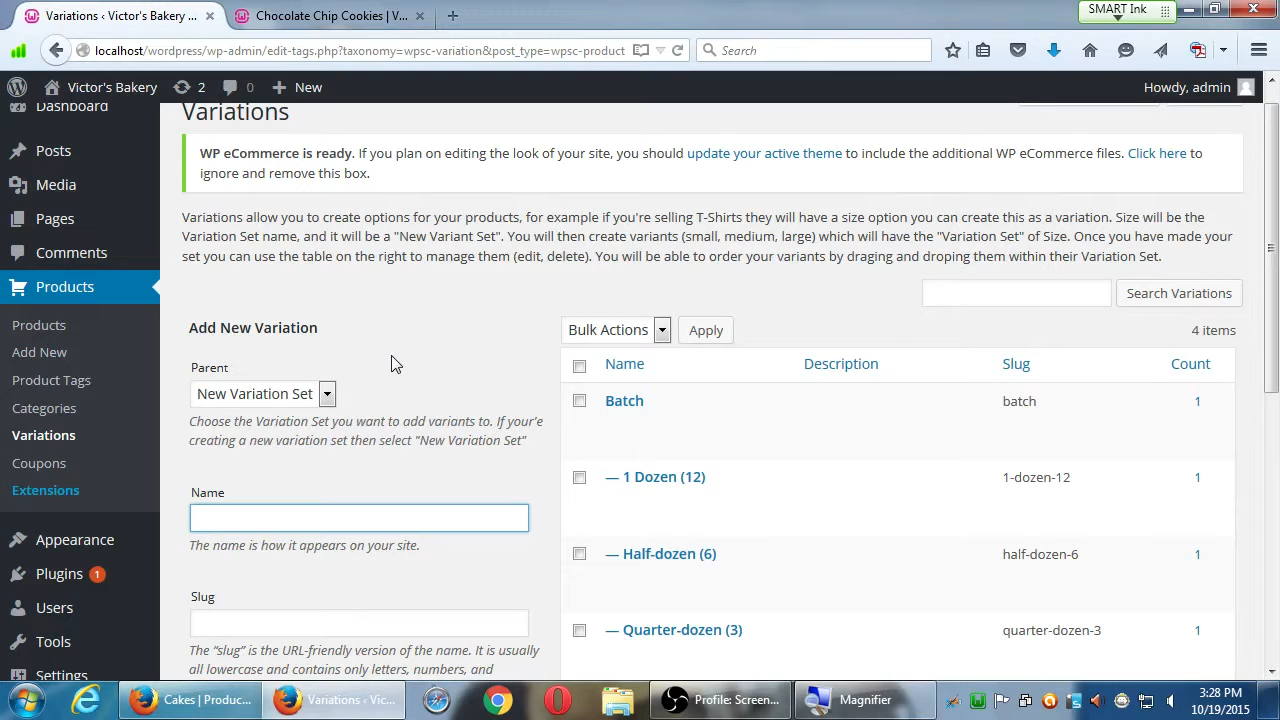 Variations ‹ Victor's Bakery ... ×
Chocolate Chip Cookies | V... ×
SMART Ink
localhost/wordpress/wp-admin/edit-tags.php?taxonomy=wpsc-variation&post_type=wpsc-product
Search
Victor's Bakery 2 0 New
Howdy, admin
Dashboard
Posts
Media
Pages
Comments
Products
Products
Add New
Product Tags
Categories
Variations
Coupons
Extensions
Appearance
Plugins 1
Users
Tools
Settings
Variations
WP eCommerce is ready. If you plan on editing the look of your site, you should update your active theme to include the additional WP eCommerce files. Click here to
ignore and remove this box.
Variations allow you to create options for your products, for example if you're selling T-Shirts they will have a size option you can create this as a variation. Size will be the
Variation Set name, and it will be a "New Variant Set". You will then create variants (small, medium, large) which will have the "Variation Set" of Size. Once you have made your
set you can use the table on the right to manage them (edit, delete). You will be able to order your variants by draging and droping them within their Variation Set.
Search Variations
Add New Variation
Parent
New Variation Set
Choose the Variation Set you want to add variants to. If your'e
creating a new variation set then select "New Variation Set"
Name
The name is how it appears on your site.
Slug
The “slug” is the URL-friendly version of the name. It is usually
all lowercase and contains only letters, numbers, and
Bulk Actions Apply 4 items
Name Description Slug Count
Batch batch 1
— 1 Dozen (12) 1-dozen-12 1
— Half-dozen (6) half-dozen-6 1
— Quarter-dozen (3) quarter-dozen-3 1
Cakes | Produc...
Variations ‹ Vic...
Profile: Screen...
Magnifier
3:28 PM
10/19/2015